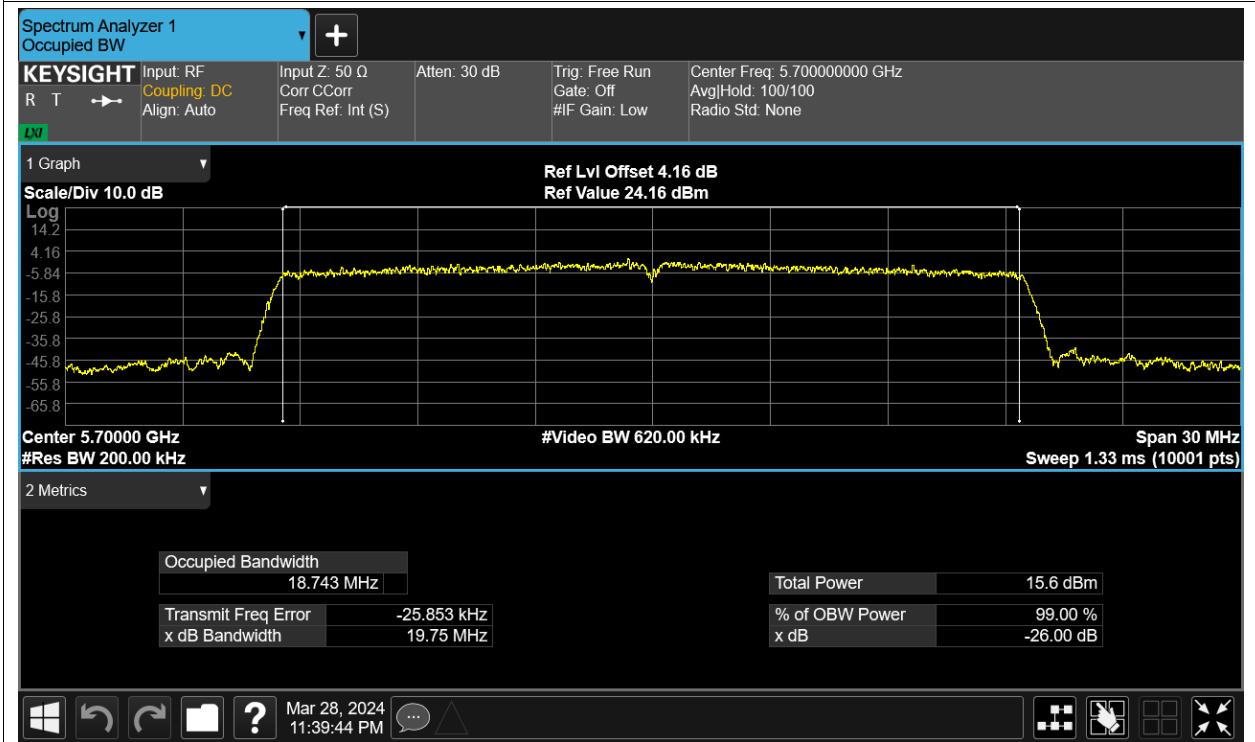 Spectrum Analyzer 1
Occupied BW
KEYSIGHT
R T
LXI
Input: RF
Coupling: DC
Align: Auto
Input Z: 50 Ω
Corr CCorr
Freq Ref: Int (S)
Atten: 30 dB
Trig: Free Run
Gate: Off
#IF Gain: Low
Center Freq: 5.700000000 GHz
Avg|Hold: 100/100
Radio Std: None
1 Graph
Scale/Div 10.0 dB
Ref Lvl Offset 4.16 dB
Ref Value 24.16 dBm
Log
14.2
4.16
-5.84
-15.8
-25.8
-35.8
-45.8
-55.8
-65.8
Center 5.70000 GHz
#Res BW 200.00 kHz
#Video BW 620.00 kHz
Span 30 MHz
Sweep 1.33 ms (10001 pts)
2 Metrics
Occupied Bandwidth
18.743 MHz
Transmit Freq Error -25.853 kHz
x dB Bandwidth 19.75 MHz
Total Power 15.6 dBm
% of OBW Power 99.00 %
x dB -26.00 dB
?
Mar 28, 2024
11:39:44 PM